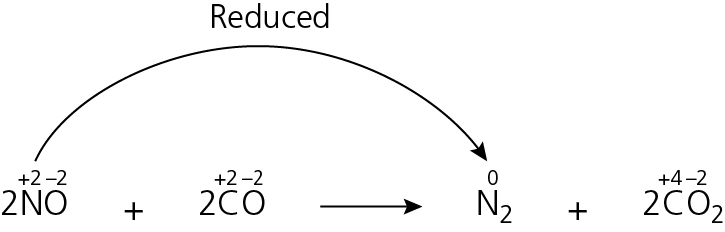 Reduced
+2 –2 +2 –2 0 +4 –2
2NO + 2CO ⟶ N₂ + 2CO₂